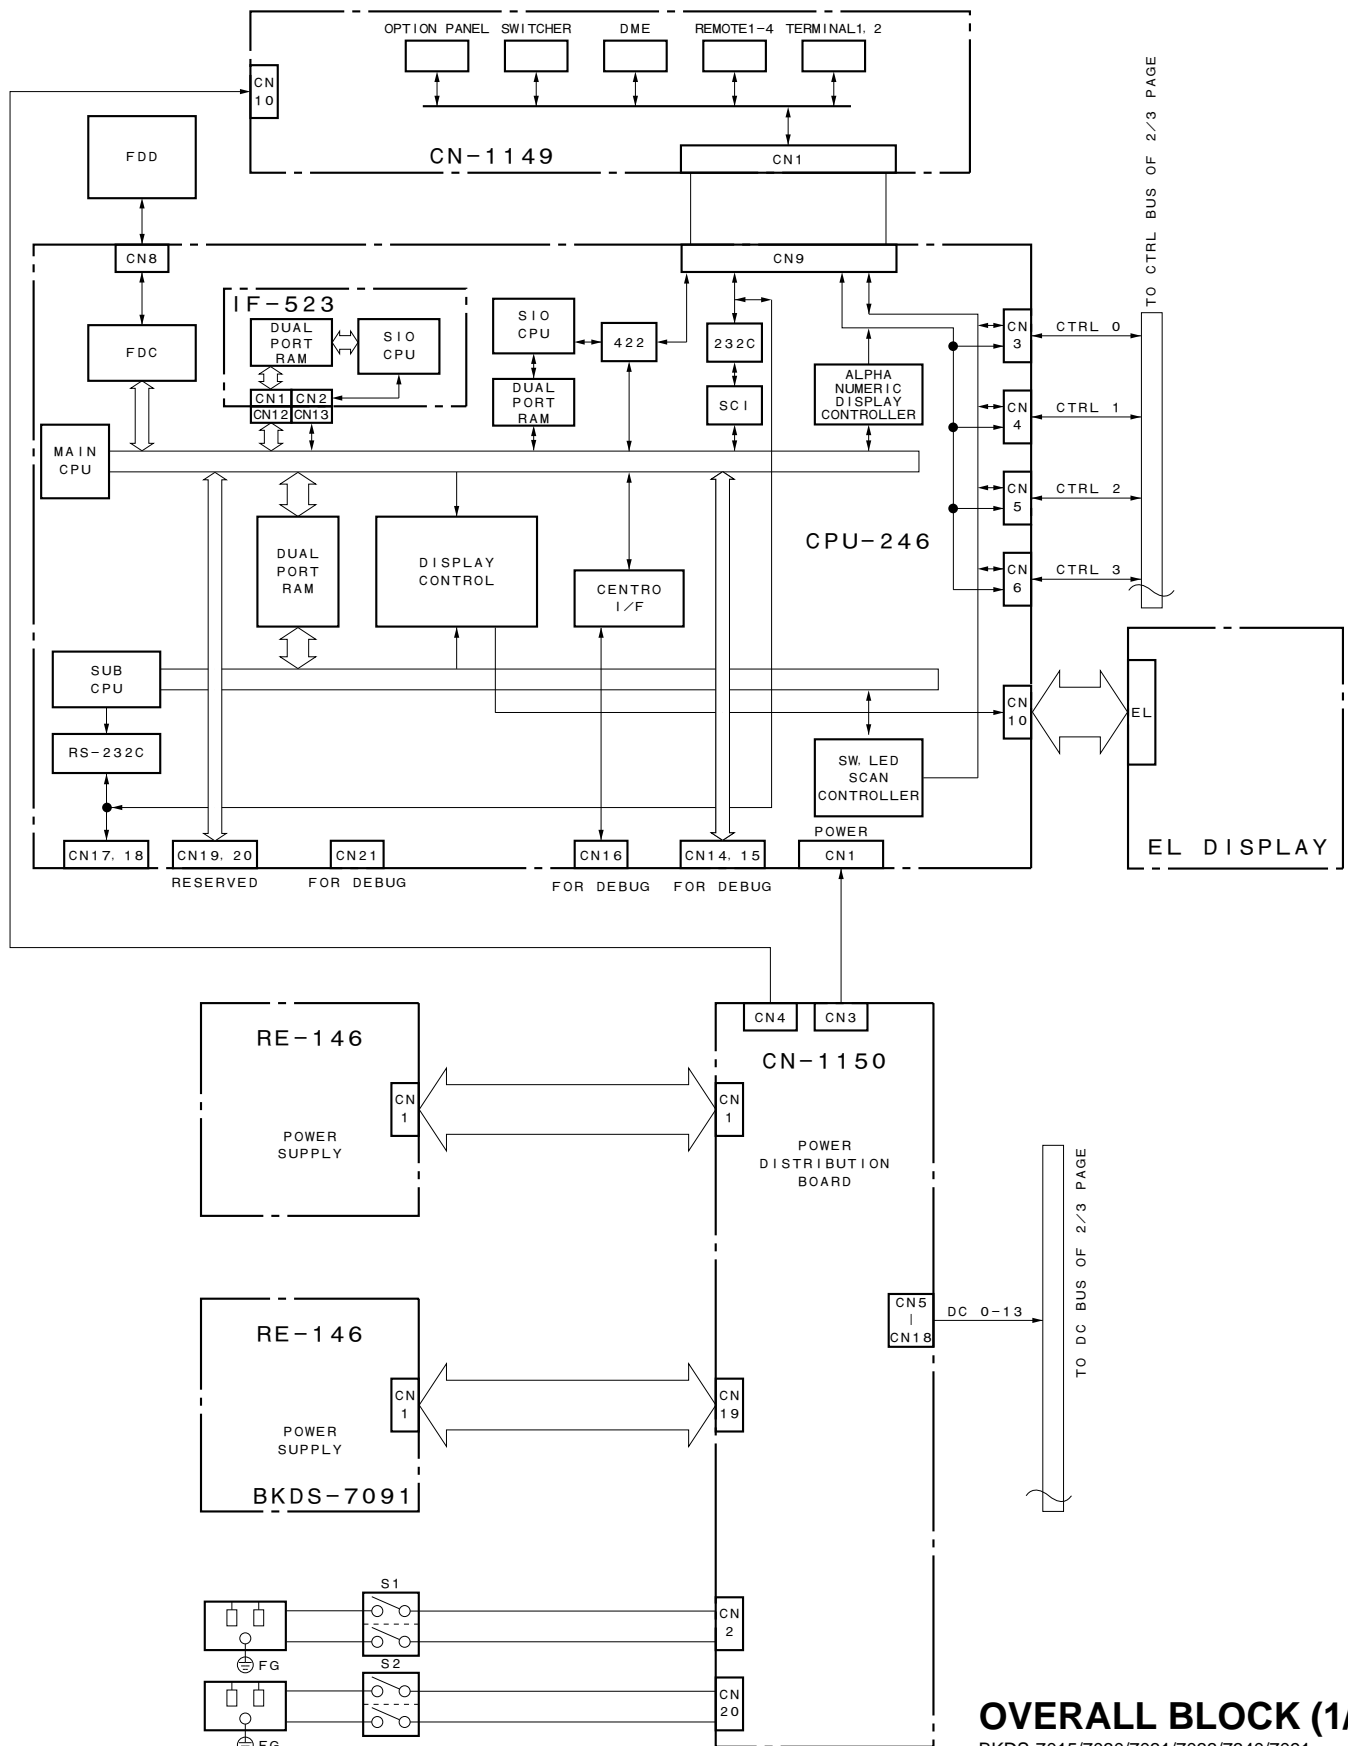 OPTION PANEL SWITCHER DME REMOTE1-4 TERMINAL1, 2
CN
10
CN-1149
CN1
FDD
TO CTRL BUS OF 2/3 PAGE
CN8
CN9
IF-523
DUAL
PORT
RAM
SIO
CPU
CN1 CN2
CN12 CN13
FDC
SIO
CPU
422
232C
DUAL
PORT
RAM
SCI
ALPHA
NUMERIC
DISPLAY
CONTROLLER
CN
3
CTRL 0
CN
4
CTRL 1
CN
5
CTRL 2
CN
6
CTRL 3
MAIN
CPU
CPU-246
DUAL
PORT
RAM
DISPLAY
CONTROL
CENTRO
I/F
SUB
CPU
RS-232C
CN
10
EL
SW, LED
SCAN
CONTROLLER
POWER
CN17, 18
CN19, 20
CN21
CN16
CN14, 15
CN1
RESERVED
FOR DEBUG
FOR DEBUG
FOR DEBUG
EL DISPLAY
RE-146
CN
1
POWER
SUPPLY
CN4
CN3
CN-1150
CN
1
POWER
DISTRIBUTION
BOARD
TO DC BUS OF 2/3 PAGE
RE-146
CN
1
POWER
SUPPLY
BKDS-7091
CN
19
CN5
|
CN18
DC 0-13
S1
FG
CN
2
S2
FG
CN
20
OVERALL BLOCK (1/